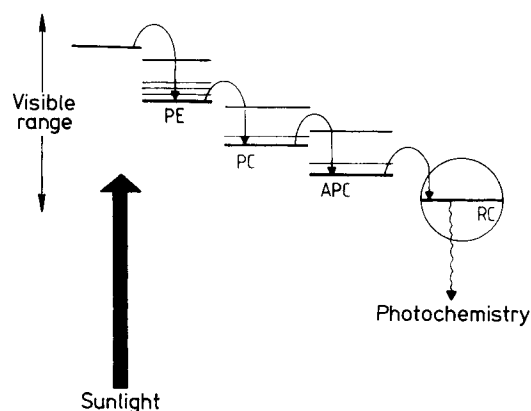 Visible
range
PE
PC
APC
RC
Photochemistry
Sunlight